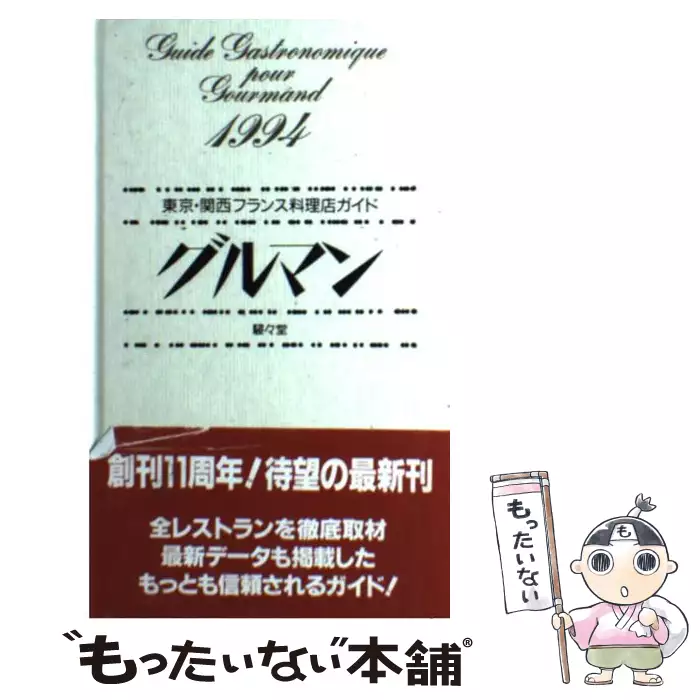 Guide Gastronomique
pour
Gourmand
1994
東京・関西フランス料理店ガイド
グルマン
駸々堂
創刊11周年!待望の最新刊
全レストランを徹底取材
最新データも掲載した
もっとも信頼されるガイド!
も
もったいない
"もったいない"本舗®